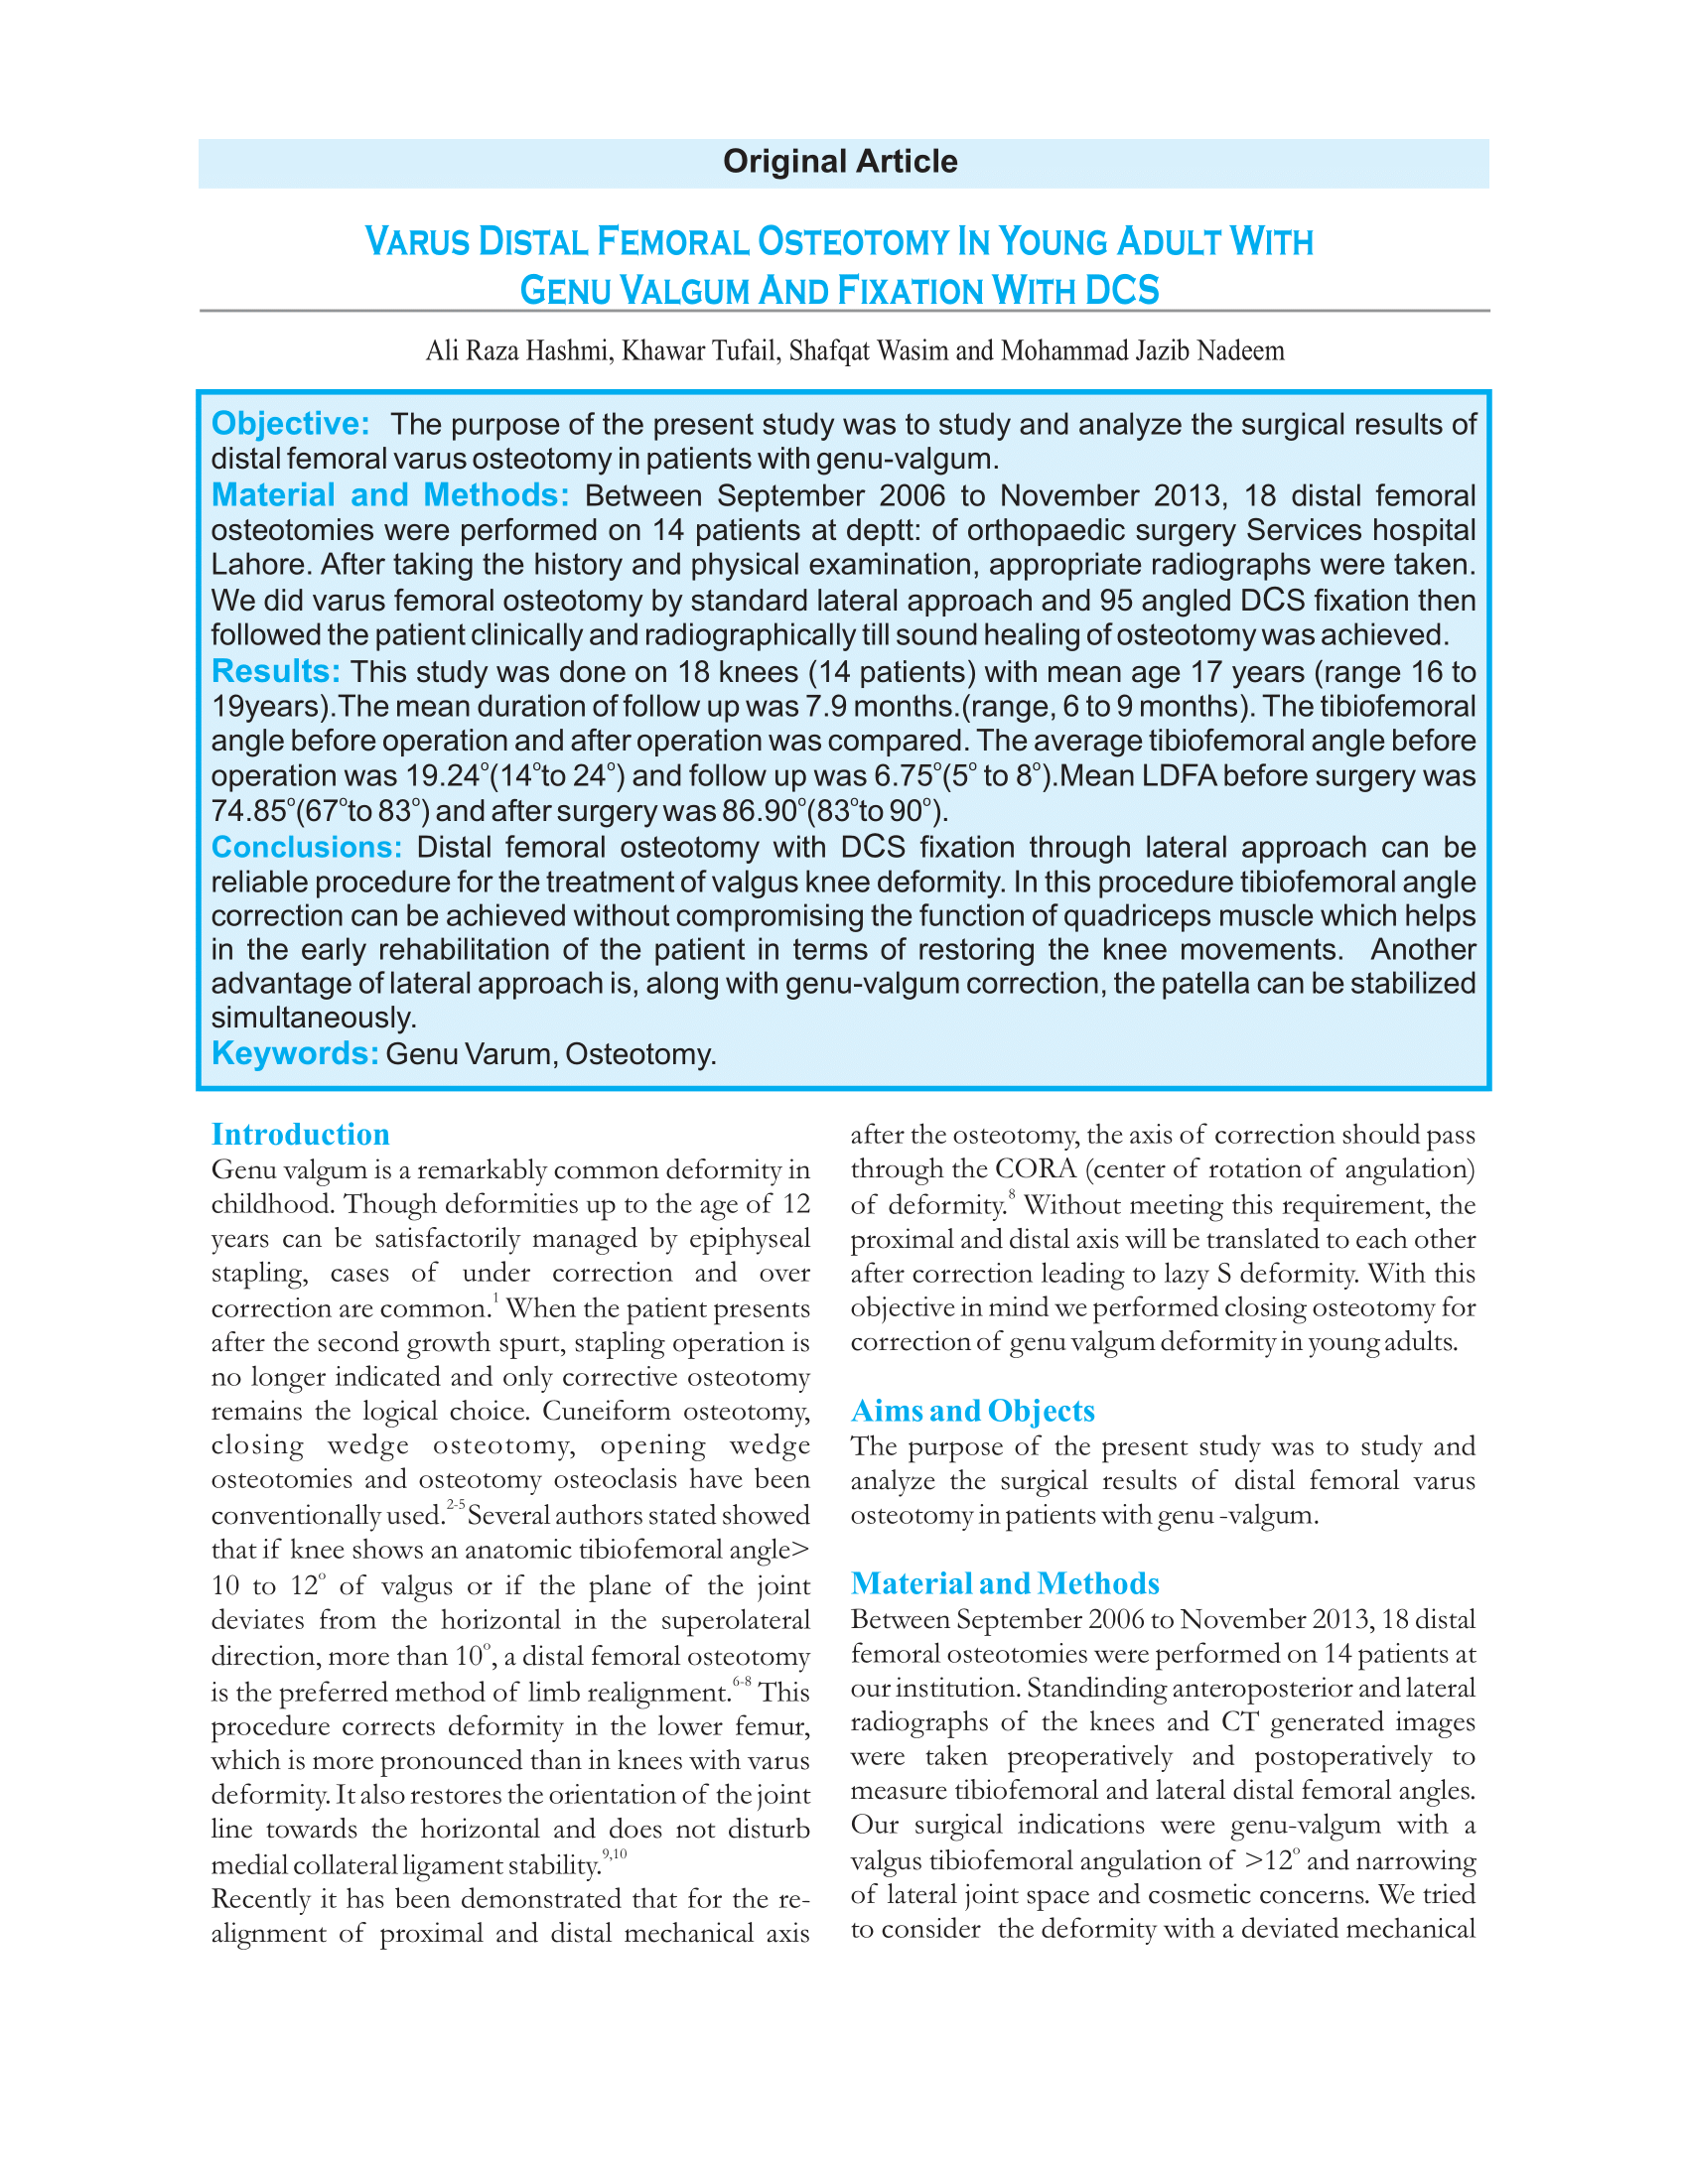 Original Article
VARUS DISTAL FEMORAL OSTEOTOMY IN YOUNG ADULT WITH
GENU VALGUM AND FIXATION WITH DCS
Ali Raza Hashmi, Khawar Tufail, Shafqat Wasim and Mohammad Jazib Nadeem
Objective: The purpose of the present study was to study and analyze the surgical results of
distal femoral varus osteotomy in patients with genu-valgum.
Material and Methods: Between September 2006 to November 2013, 18 distal femoral
osteotomies were performed on 14 patients at deptt: of orthopaedic surgery Services hospital
Lahore. After taking the history and physical examination, appropriate radiographs were taken.
We did varus femoral osteotomy by standard lateral approach and 95 angled DCS fixation then
followed the patient clinically and radiographically till sound healing of osteotomy was achieved.
Results: This study was done on 18 knees (14 patients) with mean age 17 years (range 16 to
19years).The mean duration of follow up was 7.9 months.(range, 6 to 9 months). The tibiofemoral
angle before operation and after operation was compared. The average tibiofemoral angle before
operation was 19.24°(14°to 24°) and follow up was 6.75°(5° to 8°).Mean LDFA before surgery was
74.85°(67°to 83°) and after surgery was 86.90°(83°to 90°).
Conclusions: Distal femoral osteotomy with DCS fixation through lateral approach can be
reliable procedure for the treatment of valgus knee deformity. In this procedure tibiofemoral angle
correction can be achieved without compromising the function of quadriceps muscle which helps
in the early rehabilitation of the patient in terms of restoring the knee movements. Another
advantage of lateral approach is, along with genu-valgum correction, the patella can be stabilized
simultaneously.
Keywords: Genu Varum, Osteotomy.
Introduction
Genu valgum is a remarkably common deformity in
childhood. Though deformities up to the age of 12
years can be satisfactorily managed by epiphyseal
stapling, cases of under correction and over
correction are common.1 When the patient presents
after the second growth spurt, stapling operation is
no longer indicated and only corrective osteotomy
remains the logical choice. Cuneiform osteotomy,
closing wedge osteotomy, opening wedge
osteotomies and osteotomy osteoclasis have been
conventionally used.2-5 Several authors stated showed
that if knee shows an anatomic tibiofemoral angle>
10 to 12° of valgus or if the plane of the joint
deviates from the horizontal in the superolateral
direction, more than 10°, a distal femoral osteotomy
is the preferred method of limb realignment.6-8 This
procedure corrects deformity in the lower femur,
which is more pronounced than in knees with varus
deformity. It also restores the orientation of the joint
line towards the horizontal and does not disturb
medial collateral ligament stability.9,10
Recently it has been demonstrated that for the re-
alignment of proximal and distal mechanical axis
after the osteotomy, the axis of correction should pass
through the CORA (center of rotation of angulation)
of deformity.8 Without meeting this requirement, the
proximal and distal axis will be translated to each other
after correction leading to lazy S deformity. With this
objective in mind we performed closing osteotomy for
correction of genu valgum deformity in young adults.
Aims and Objects
The purpose of the present study was to study and
analyze the surgical results of distal femoral varus
osteotomy in patients with genu -valgum.
Material and Methods
Between September 2006 to November 2013, 18 distal
femoral osteotomies were performed on 14 patients at
our institution. Standinding anteroposterior and lateral
radiographs of the knees and CT generated images
were taken preoperatively and postoperatively to
measure tibiofemoral and lateral distal femoral angles.
Our surgical indications were genu-valgum with a
valgus tibiofemoral angulation of >12° and narrowing
of lateral joint space and cosmetic concerns. We tried
to consider the deformity with a deviated mechanical